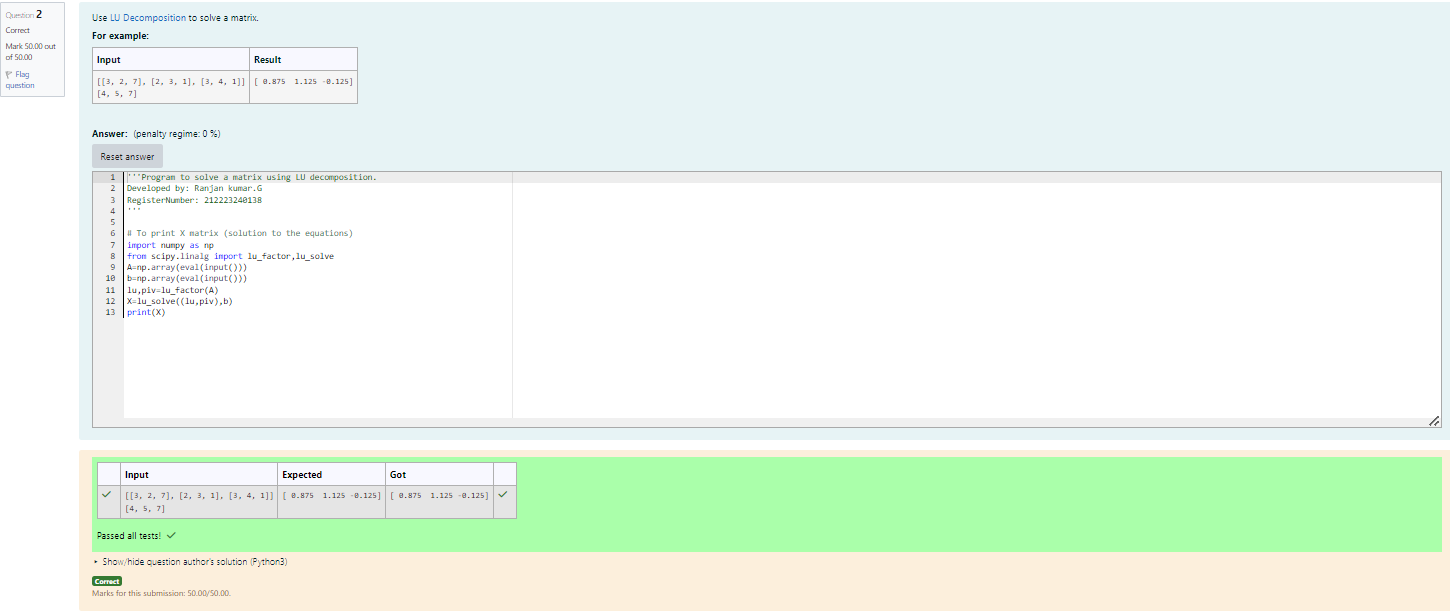 Question 2
Correct
Mark 50.00 out
of 50.00
Flag
question
Use LU Decomposition to solve a matrix.
For example:
Input Result
[[3, 2, 7], [2, 3, 1], [3, 4, 1]] [ 0.875  1.125 -0.125]
[4, 5, 7]
Answer: (penalty regime: 0 %)
Reset answer
1 '''Program to solve a matrix using LU decomposition.
2 Developed by: Ranjan kumar.G
3 RegisterNumber: 212223240138
4 '''
5
6 # To print X matrix (solution to the equations)
7 import numpy as np
8 from scipy.linalg import lu_factor,lu_solve
9 A=np.array(eval(input()))
10 b=np.array(eval(input()))
11 lu,piv=lu_factor(A)
12 X=lu_solve((lu,piv),b)
13 print(X)
Input Expected Got
[[3, 2, 7], [2, 3, 1], [3, 4, 1]] [ 0.875  1.125 -0.125] [ 0.875  1.125 -0.125]
[4, 5, 7]
Passed all tests!
Show/hide question author's solution (Python3)
Correct
Marks for this submission: 50.00/50.00.